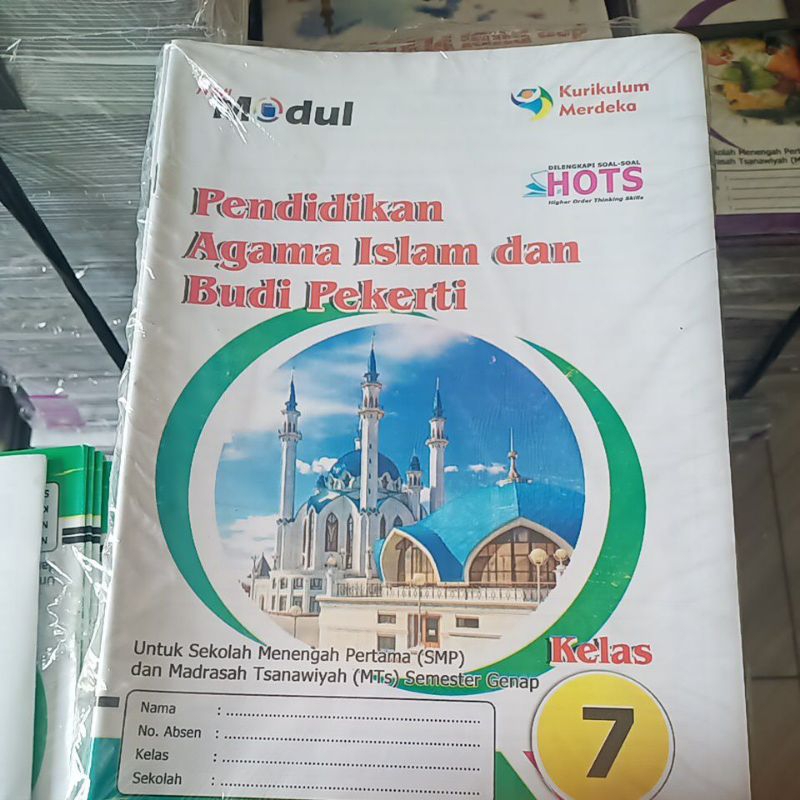 New
Modul
Kurikulum
Merdeka
DILENGKAPI SOAL-SOAL
HOTS
Higher Order Thinking Skills
Pendidikan
Agama Islam dan
Budi Pekerti
Untuk Sekolah Menengah Pertama (SMP)
dan Madrasah Tsanawiyah (MTs) Semester Genap
Kelas
7
Nama : ................................
No. Absen : ................................
Kelas : ................................
Sekolah : ................................